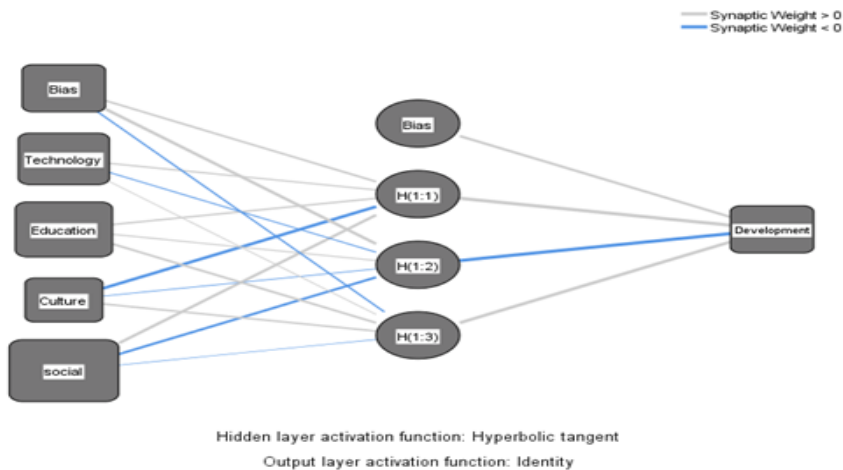 Synaptic Weight > 0
Synaptic Weight < 0
Bias
Technology
Education
Culture
social
Bias
H(1:1)
H(1:2)
H(1:3)
Development
Hidden layer activation function: Hyperbolic tangent
Output layer activation function: Identity